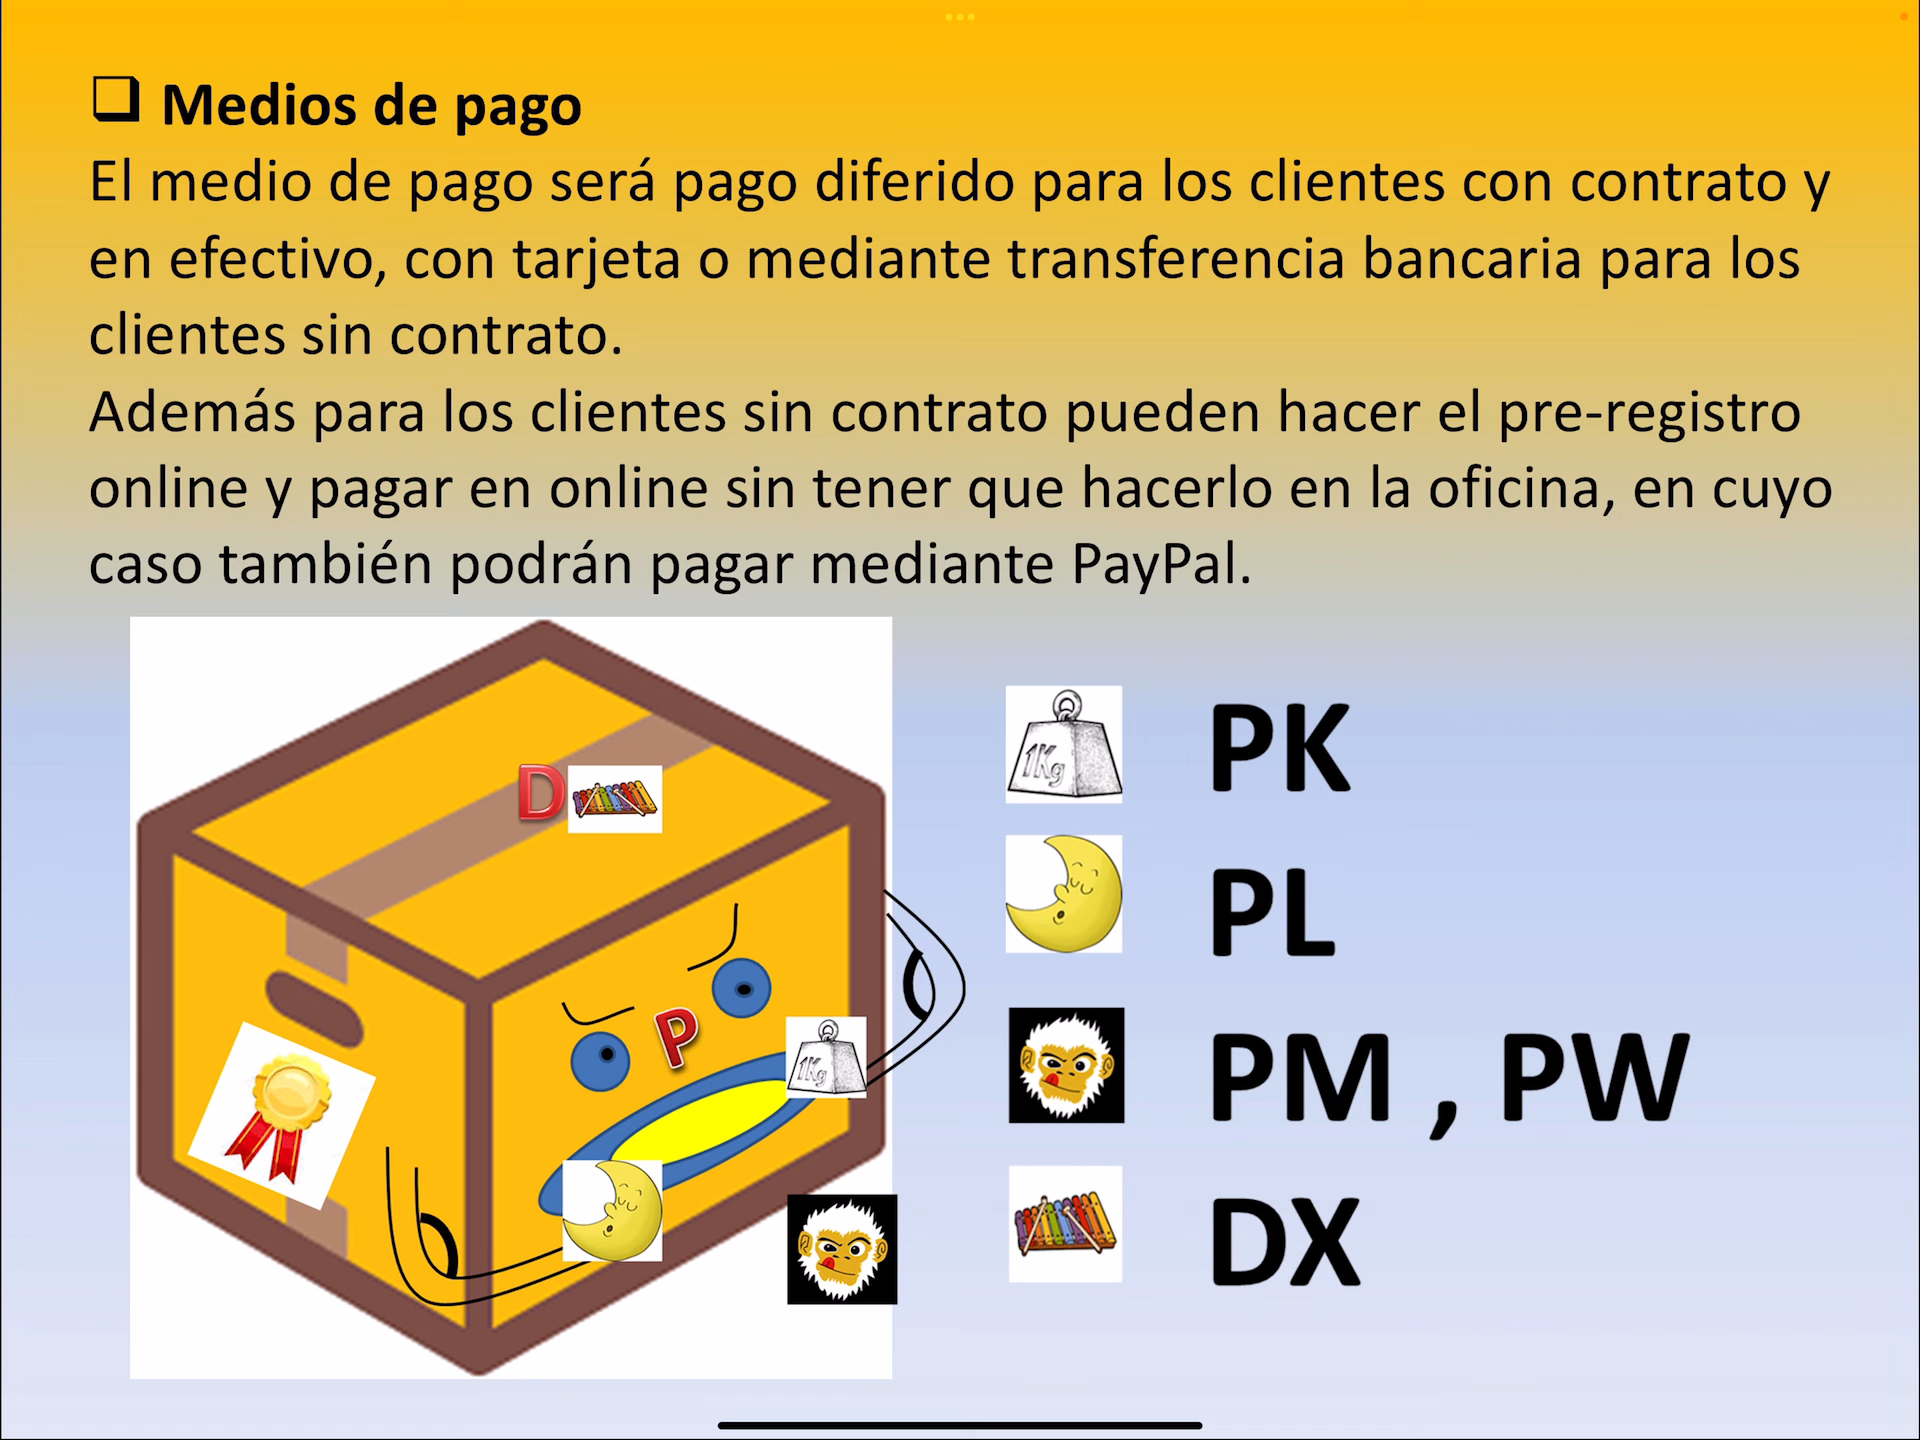 Medios de pago
El medio de pago será pago diferido para los clientes con contrato y
en efectivo, con tarjeta o mediante transferencia bancaria para los
clientes sin contrato.
Además para los clientes sin contrato pueden hacer el pre-registro
online y pagar en online sin tener que hacerlo en la oficina, en cuyo
caso también podrán pagar mediante PayPal.
D
P
1Kg
1Kg
PK
PL
PM , PW
DX